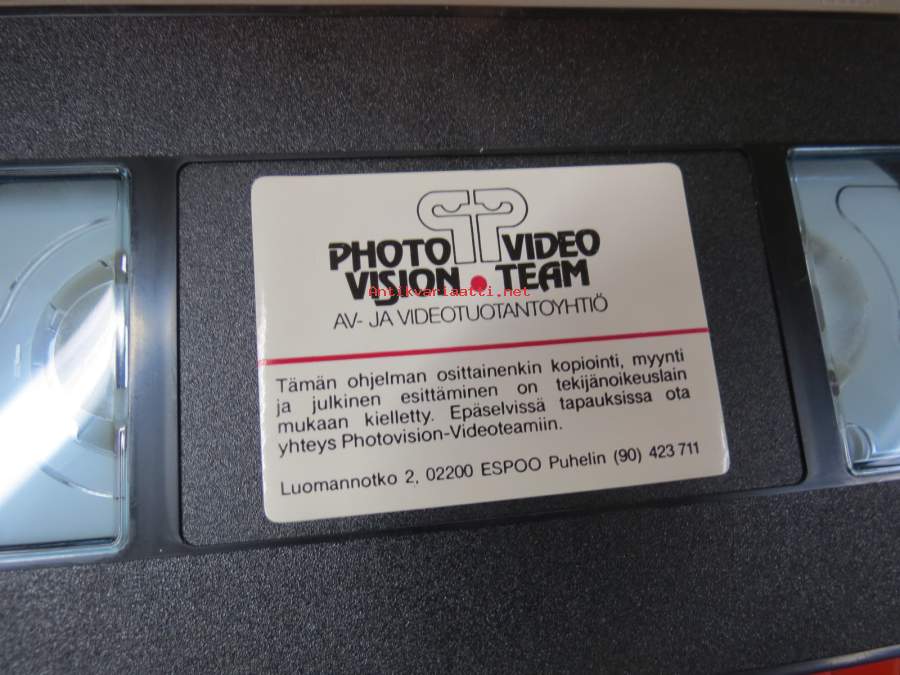 PHOTO VIDEO
VISION TEAM
Antikvariaatti.net
AV- JA VIDEOTUOTANTOYHTIÖ
Tämän ohjelman osittainenkin kopiointi, myynti
ja julkinen esittäminen on tekijänoikeuslain
mukaan kielletty. Epäselvissä tapauksissa ota
yhteys Photovision-Videoteamiin.
Luomannotko 2, 02200 ESPOO Puhelin (90) 423 711